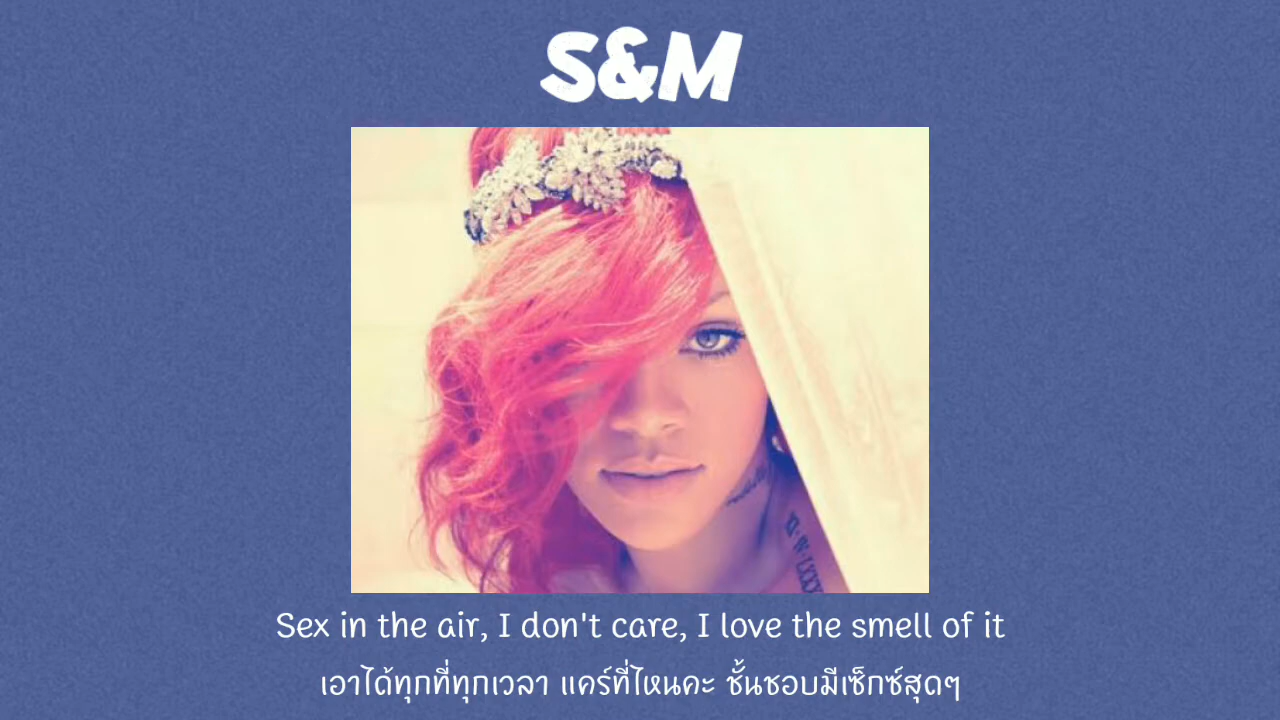 S&M
Sex in the air, I don't care, I love the smell of it
เอาได้ทุกที่ทุกเวลา แคร์ที่ไหนคะ ชั้นชอบมีเซ็กซ์สุดๆ